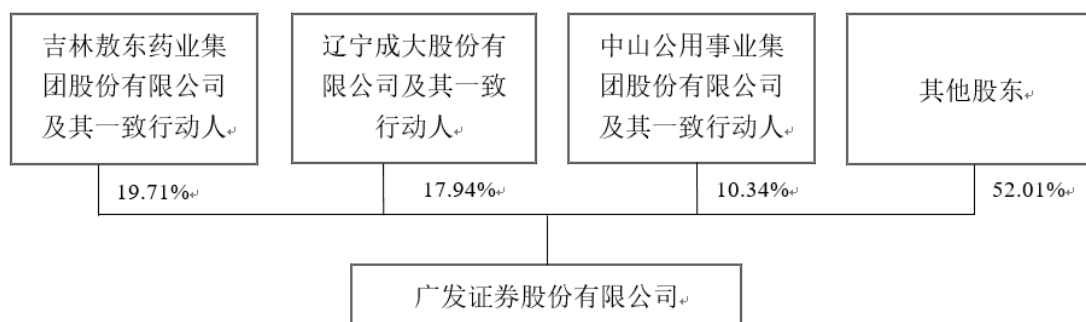 吉林敖东药业集
团股份有限公司
及其一致行动人
辽宁成大股份有
限公司及其一致
行动人
中山公用事业集
团股份有限公司
及其一致行动人
其他股东
19.71%
17.94%
10.34%
52.01%
广发证券股份有限公司